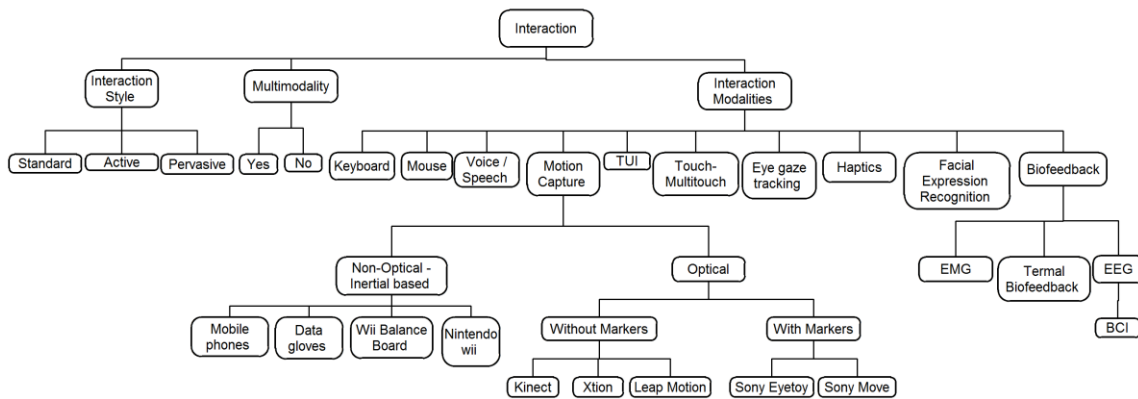 Interaction
Interaction
Style
Multimodality
Interaction
Modalities
Standard
Active
Pervasive
Yes
No
Keyboard
Mouse
Voice /
Speech
Motion
Capture
TUI
Touch-
Multitouch
Eye gaze
tracking
Haptics
Facial
Expression
Recognition
Biofeedback
Non-Optical -
Inertial based
Optical
EMG
Termal
Biofeedback
EEG
Mobile
phones
Data
gloves
Wii Balance
Board
Nintendo
wii
Without Markers
With Markers
BCI
Kinect
Xtion
Leap Motion
Sony Eyetoy
Sony Move